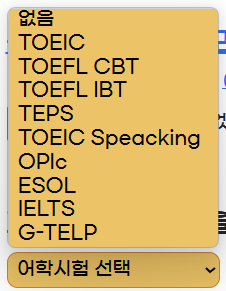 없음
TOEIC
TOEFL CBT
TOEFL IBT
TEPS
TOEIC Speacking
OPIc
ESOL
IELTS
G-TELP
어학시험 선택